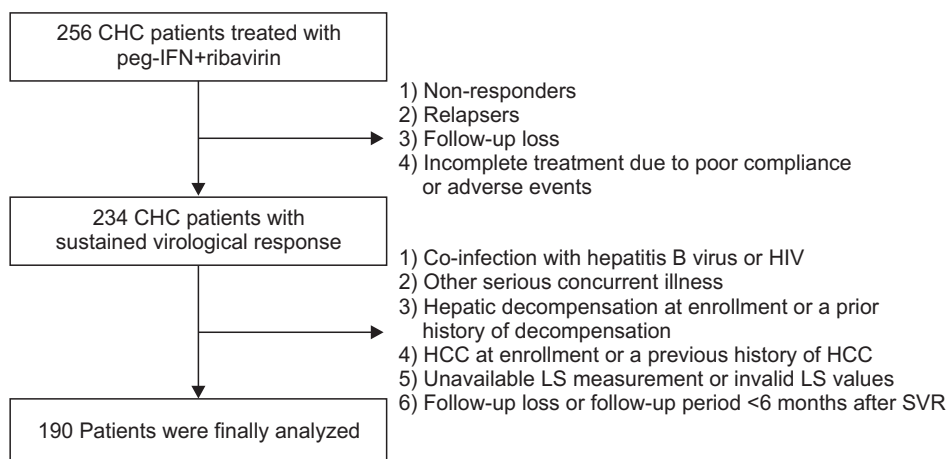 256 CHC patients treated with
peg-IFN+ribavirin
1) Non-responders
2) Relapsers
3) Follow-up loss
4) Incomplete treatment due to poor compliance
or adverse events
234 CHC patients with
sustained virological response
1) Co-infection with hepatitis B virus or HIV
2) Other serious concurrent illness
3) Hepatic decompensation at enrollment or a prior
history of decompensation
4) HCC at enrollment or a previous history of HCC
5) Unavailable LS measurement or invalid LS values
6) Follow-up loss or follow-up period <6 months after SVR
190 Patients were finally analyzed